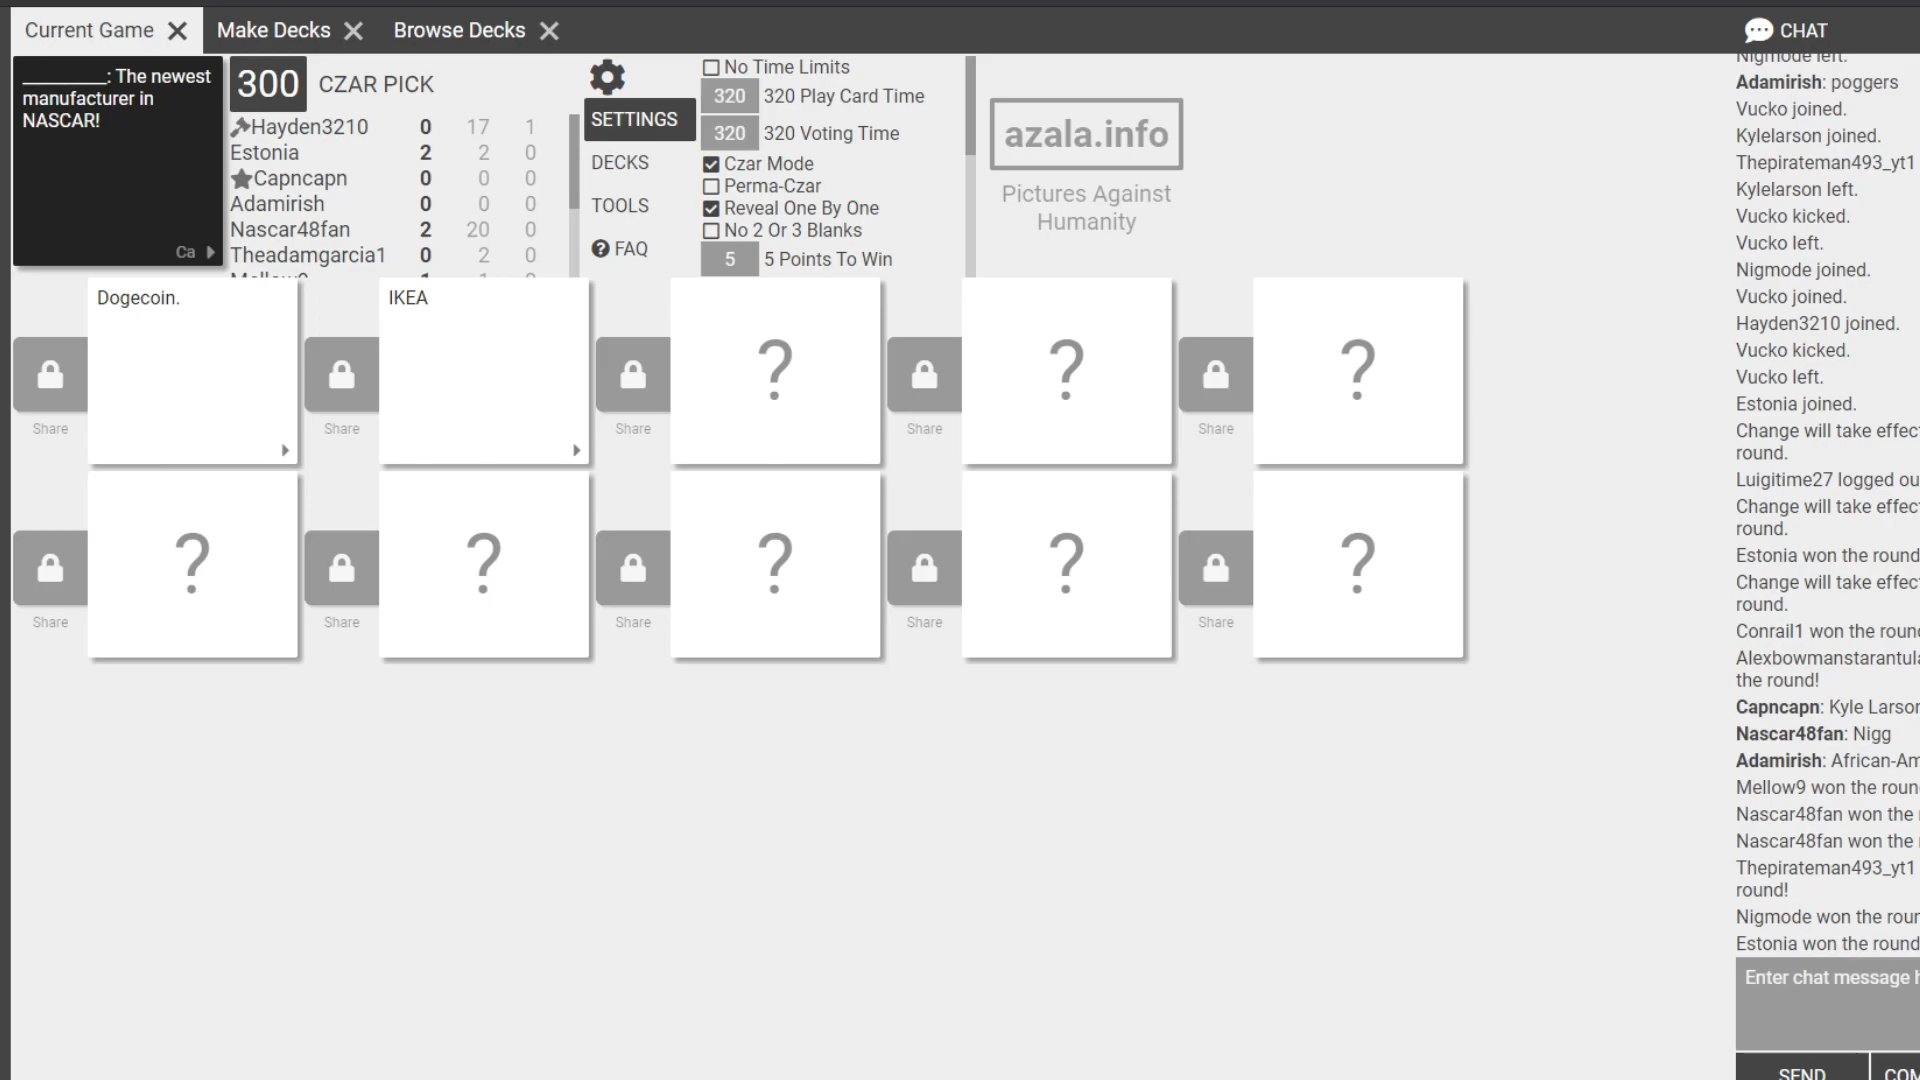 Current Game
Make Decks
Browse Decks
CHAT
_________: The newest
manufacturer in
NASCAR!
Ca
300 CZAR PICK
Hayden3210 0 17 1
Estonia 2 2 0
Capncapn 0 0 0
Adamirish 0 0 0
Nascar48fan 2 20 0
Theadamgarcia1 0 2 0
SETTINGS
DECKS
TOOLS
FAQ
No Time Limits
320 320 Play Card Time
320 320 Voting Time
Czar Mode
Perma-Czar
Reveal One By One
No 2 Or 3 Blanks
5 5 Points To Win
azala.info
Pictures Against
Humanity
Dogecoin.
IKEA
?
?
?
Share
Share
Share
Share
Share
?
?
?
?
?
Share
Share
Share
Share
Share
Nigmode left.
Adamirish: poggers
Vucko joined.
Kylelarson joined.
Thepirateman493_yt1
Kylelarson left.
Vucko kicked.
Vucko left.
Nigmode joined.
Vucko joined.
Hayden3210 joined.
Vucko kicked.
Vucko left.
Estonia joined.
Change will take effec
round.
Luigitime27 logged ou
Change will take effec
round.
Estonia won the round
Change will take effec
round.
Conrail1 won the roun
Alexbowmanstarantula
the round!
Capncapn: Kyle Larson
Nascar48fan: Nigg
Adamirish: African-Am
Mellow9 won the roun
Nascar48fan won the
Nascar48fan won the
Thepirateman493_yt1
round!
Nigmode won the roun
Estonia won the round
Enter chat message h
SEND
COM